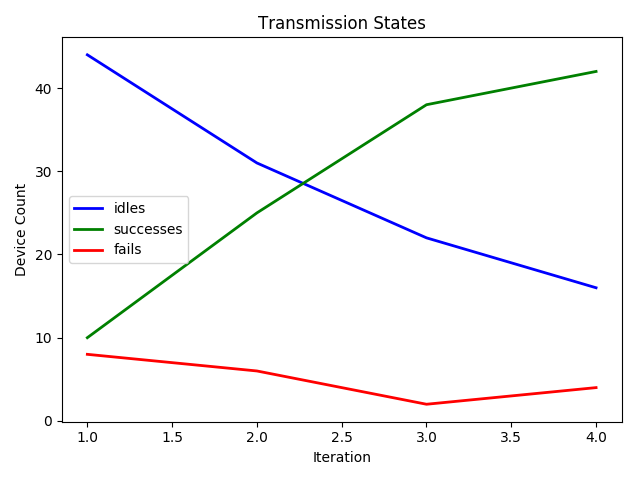 Transmission States
Device Count
40
30
20
10
0
idles
successes
fails
1.0 1.5 2.0 2.5 3.0 3.5 4.0
Iteration